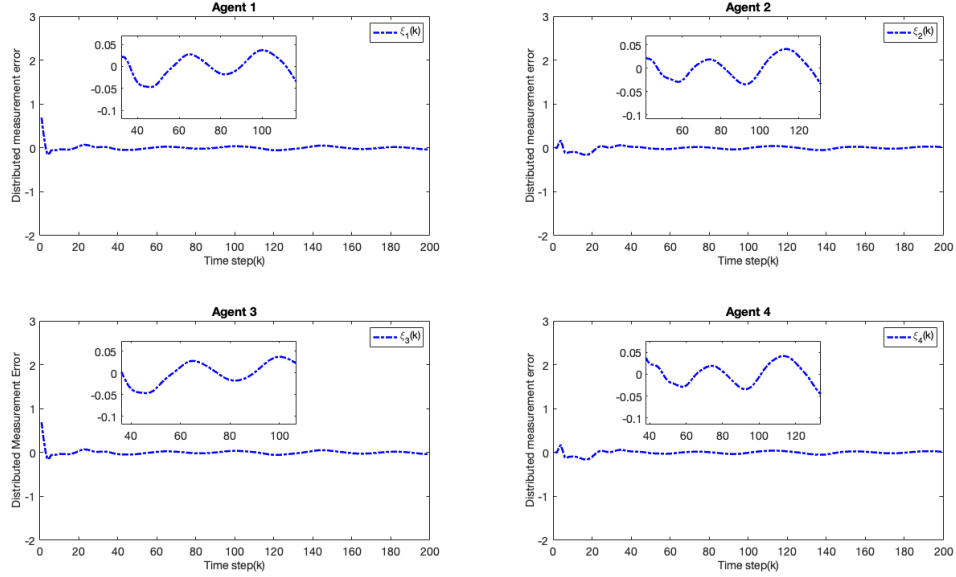 Agent 1
Distributed measurement error
3
2
1
0
-1
-2
0 20 40 60 80 100 120 140 160 180 200
Time step(k)
ξ1(k)
0.05
0
-0.05
-0.1
40 60 80 100
Agent 2
Distributed measurement error
3
2
1
0
-1
-2
0 20 40 60 80 100 120 140 160 180 200
Time step(k)
ξ2(k)
0.05
0
-0.05
-0.1
60 80 100 120
Agent 3
Distributed Measurement Error
3
2
1
0
-1
-2
0 20 40 60 80 100 120 140 160 180 200
Time step(k)
ξ3(k)
0.05
0
-0.05
-0.1
40 60 80 100
Agent 4
Distributed measurement error
3
2
1
0
-1
-2
0 20 40 60 80 100 120 140 160 180 200
Time step(k)
ξ4(k)
0.05
0
-0.05
-0.1
40 60 80 100 120